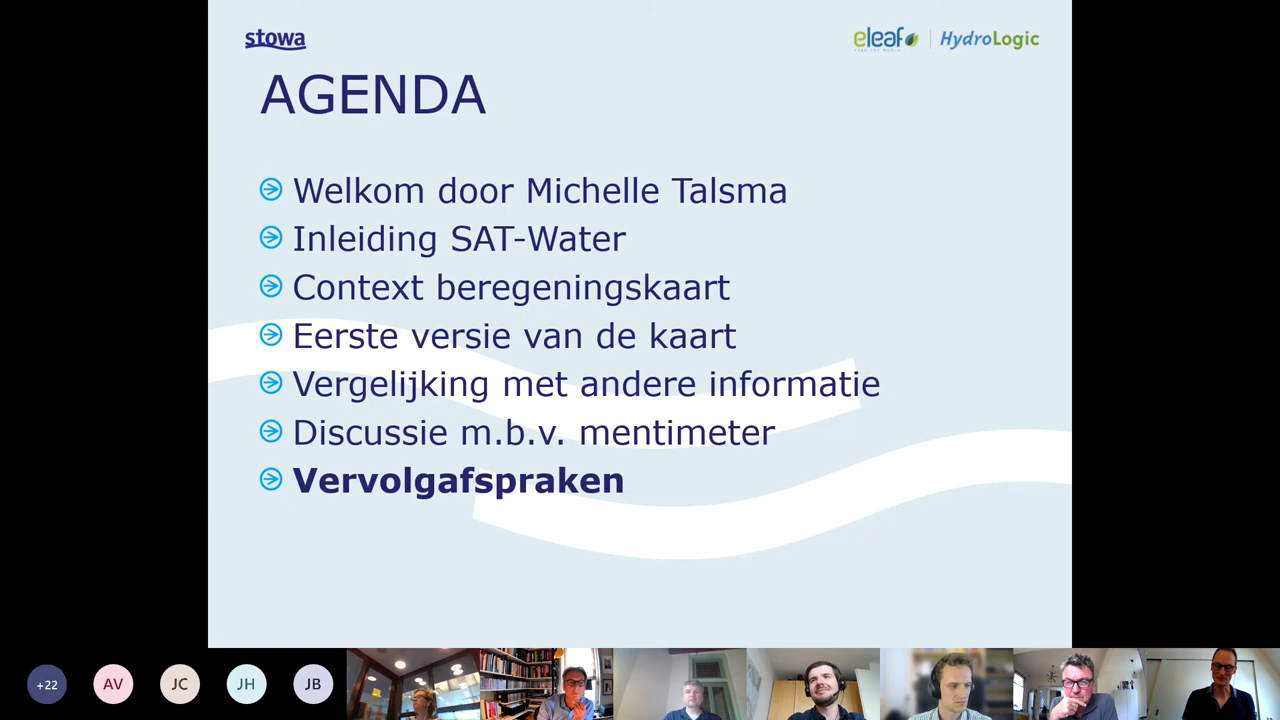 stowa
eleaf
HydroLogic
AGENDA
Welkom door Michelle Talsma
Inleiding SAT-Water
Context beregeningskaart
Eerste versie van de kaart
Vergelijking met andere informatie
Discussie m.b.v. mentimeter
Vervolgafspraken
+22
AV
JC
JH
JB